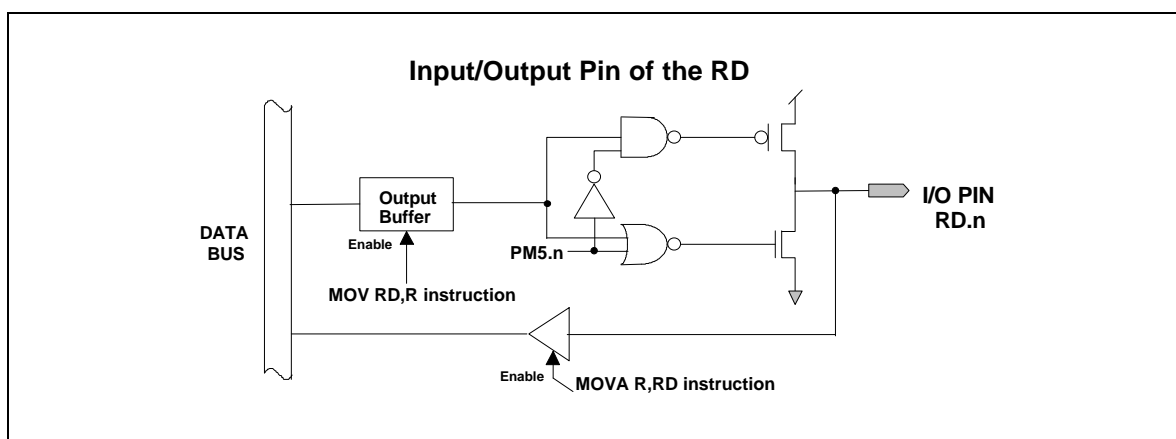 Input/Output Pin of the RD
Output
Buffer
I/O PIN
RD.n
DATA
BUS
Enable
PM5.n
MOV RD,R instruction
Enable
MOVA R,RD instruction